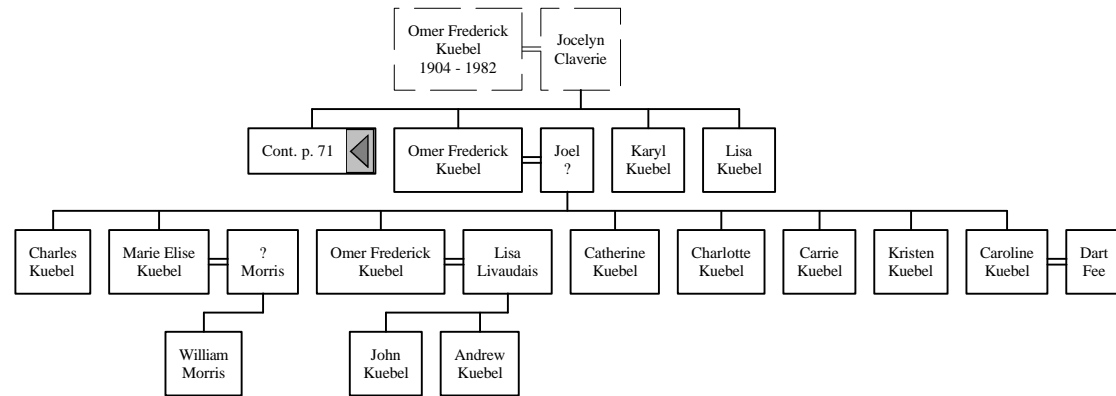 Omer Frederick
Kuebel
1904 - 1982
Jocelyn
Claverie
Cont. p. 71
Omer Frederick
Kuebel
Joel
?
Karyl
Kuebel
Lisa
Kuebel
Charles
Kuebel
Marie Elise
Kuebel
?
Morris
Omer Frederick
Kuebel
Lisa
Livaudais
Catherine
Kuebel
Charlotte
Kuebel
Carrie
Kuebel
Kristen
Kuebel
Caroline
Kuebel
Dart
Fee
William
Morris
John
Kuebel
Andrew
Kuebel